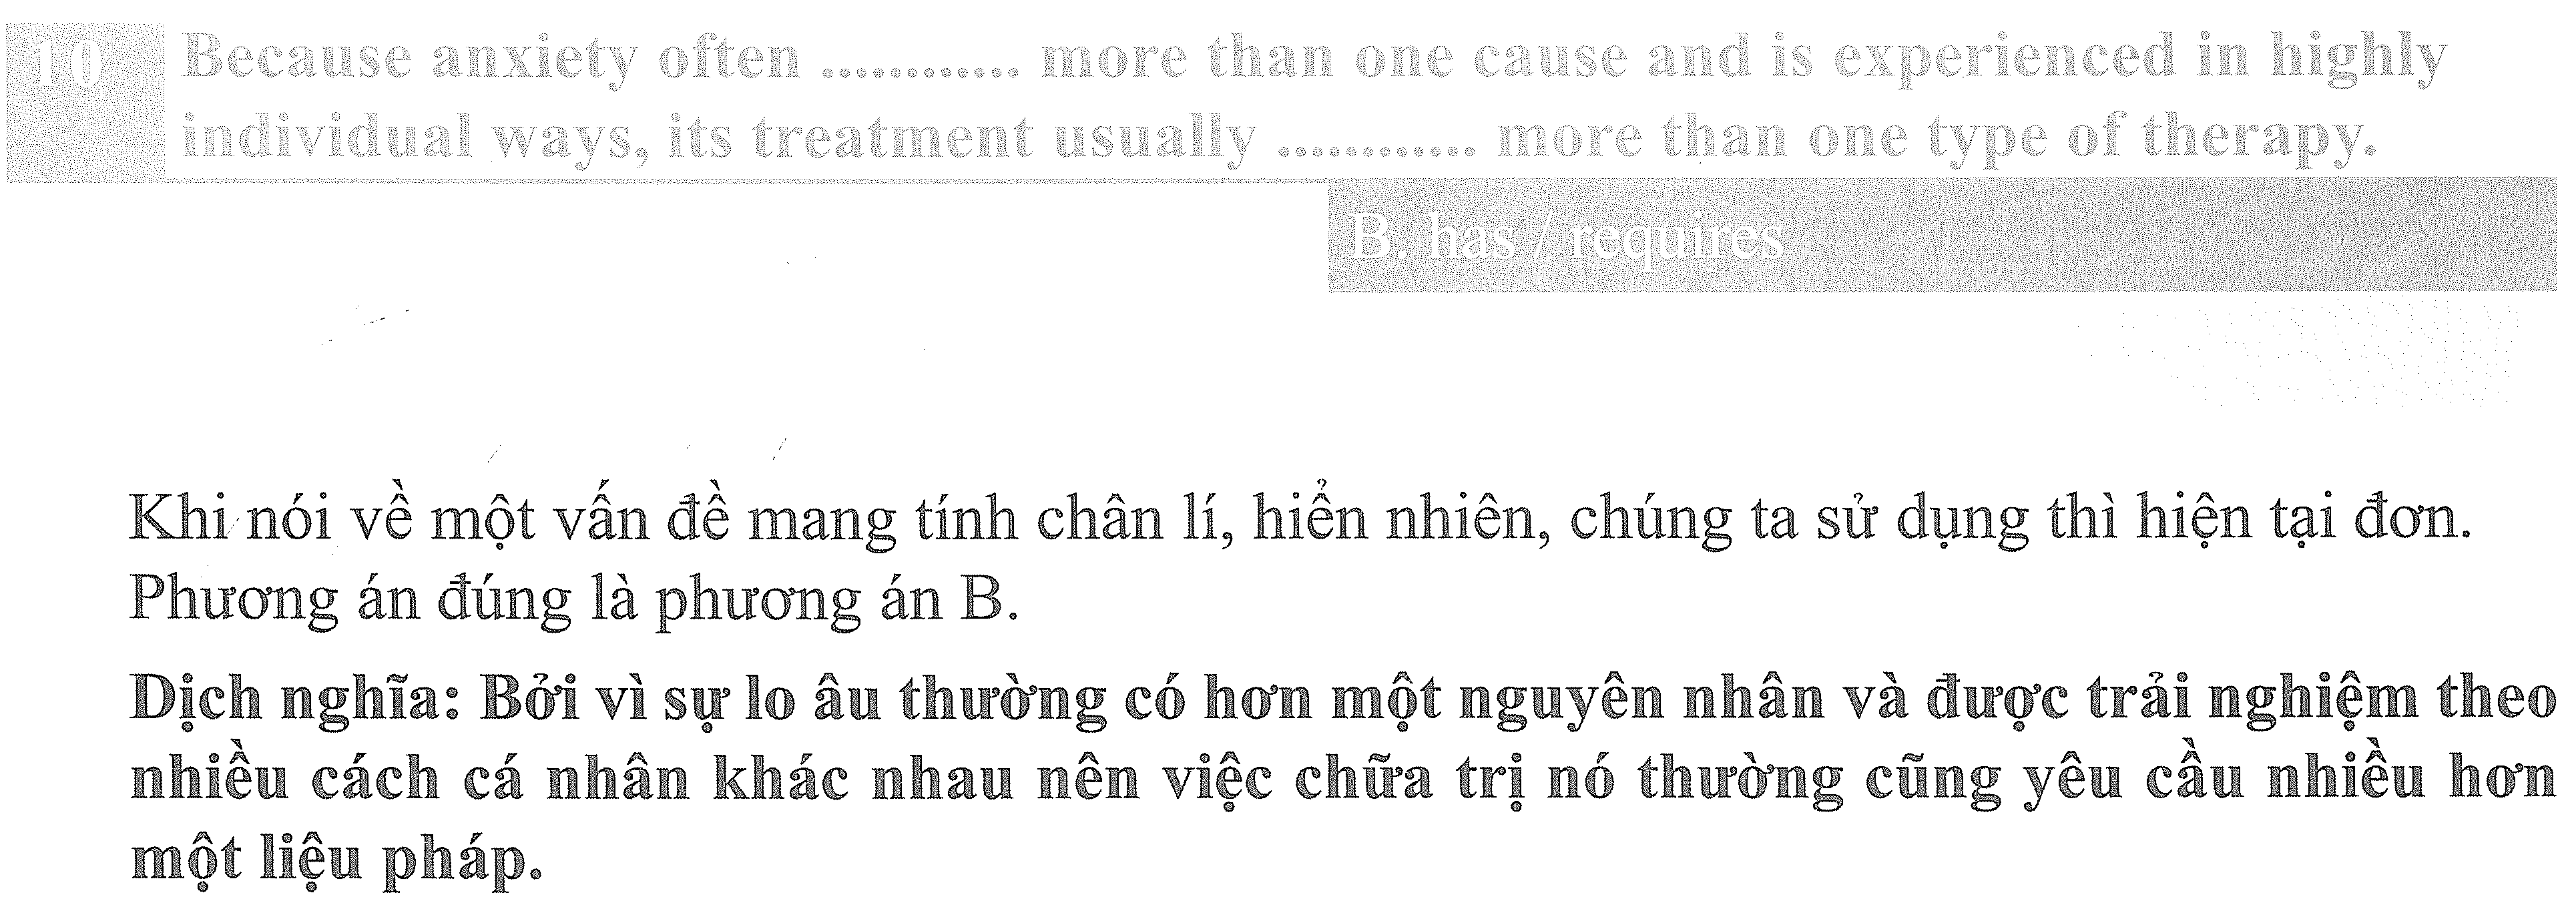 10 Because anxiety often ............ more than one cause and is experienced in highly
individual ways, its treatment usually ............ more than one type of therapy.
B. has / requires
Khi nói về một vấn đề mang tính chân lí, hiển nhiên, chúng ta sử dụng thì hiện tại đơn.
Phương án đúng là phương án B.
Dịch nghĩa: Bởi vì sự lo âu thường có hơn một nguyên nhân và được trải nghiệm theo
nhiều cách cá nhân khác nhau nên việc chữa trị nó thường cũng yêu cầu nhiều hơn
một liệu pháp.